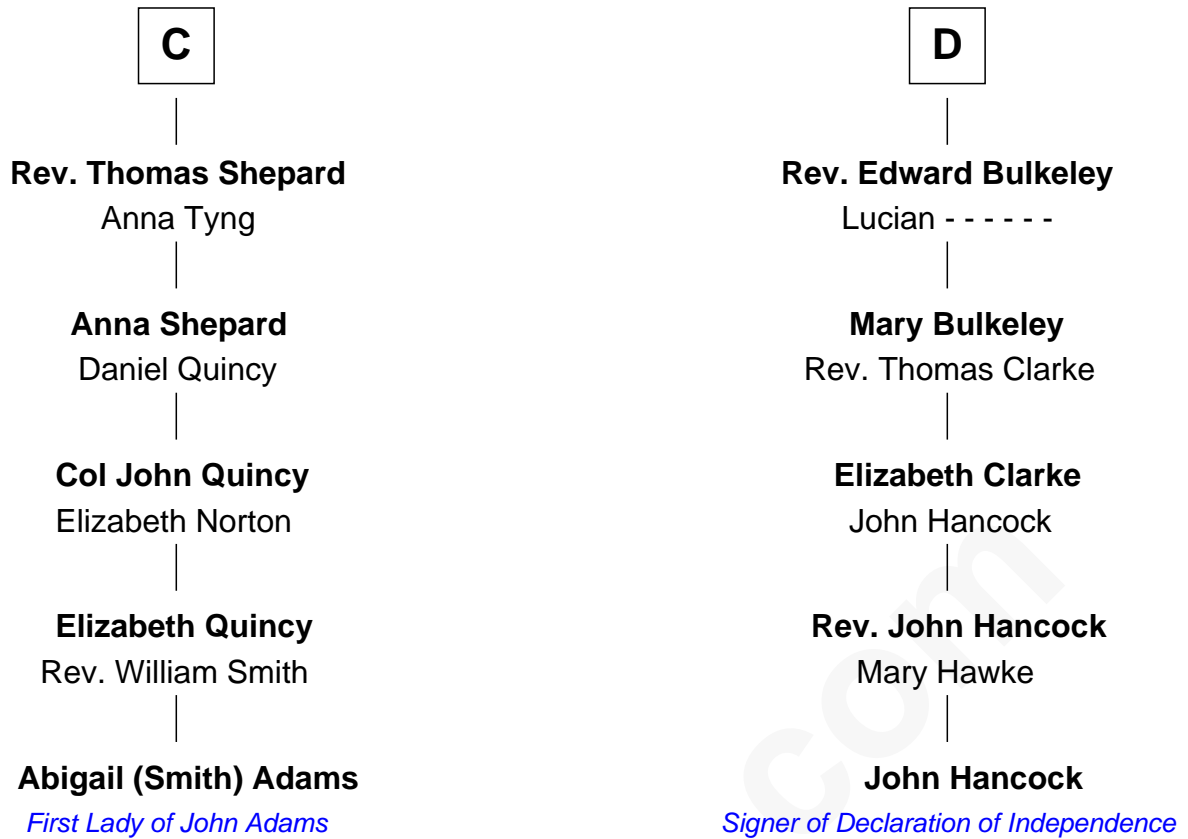 C
Rev. Thomas Shepard
Anna Tyng
Anna Shepard
Daniel Quincy
Col John Quincy
Elizabeth Norton
Elizabeth Quincy
Rev. William Smith
Abigail (Smith) Adams
First Lady of John Adams
D
Rev. Edward Bulkeley
Lucian - - - - - -
Mary Bulkeley
Rev. Thomas Clarke
Elizabeth Clarke
John Hancock
Rev. John Hancock
Mary Hawke
John Hancock
Signer of Declaration of Independence
com